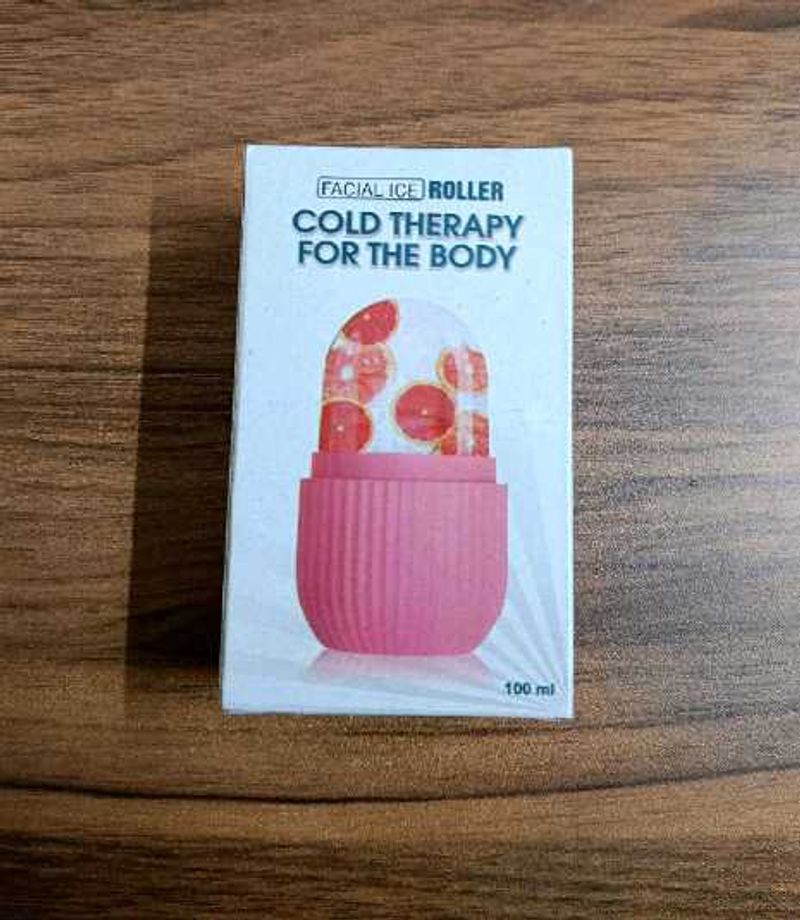 FACIAL ICE ROLLER
COLD THERAPY
FOR THE BODY
100 ml